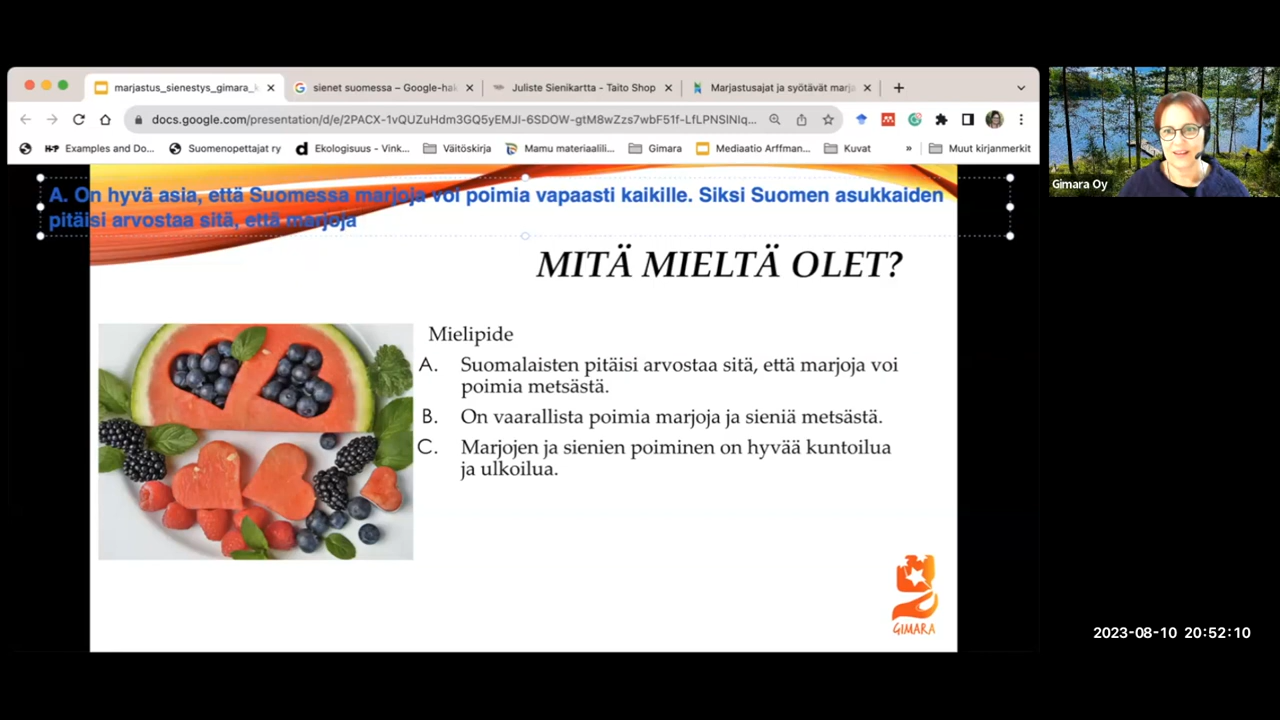 marjastus_sienestys_gimara_k
sienet suomessa – Google-hak
Juliste Sienikartta - Taito Shop
Marjastusajat ja syötävät marja
docs.google.com/presentation/d/e/2PACX-1vQUZuHdm3GQ5yEMJI-6SDOW-gtM8wZzs7wbF51f-LfLPNSINIq...
Examples and Do...
Suomenopettajat ry
Ekologisuus - Vink...
Väitöskirja
Mamu materiaalili...
Gimara
Mediaatio Arffman...
Kuvat
»
Muut kirjanmerkit
A. On hyvä asia, että Suomessa marjoja voi poimia vapaasti kaikille. Siksi Suomen asukkaiden
pitäisi arvostaa sitä, että marjoja
MITÄ MIELTÄ OLET?
Mielipide
A. Suomalaisten pitäisi arvostaa sitä, että marjoja voi
poimia metsästä.
B. On vaarallista poimia marjoja ja sieniä metsästä.
C. Marjojen ja sienien poiminen on hyvää kuntoilua
ja ulkoilua.
GIMARA
Gimara Oy
2023-08-10 20:52:10